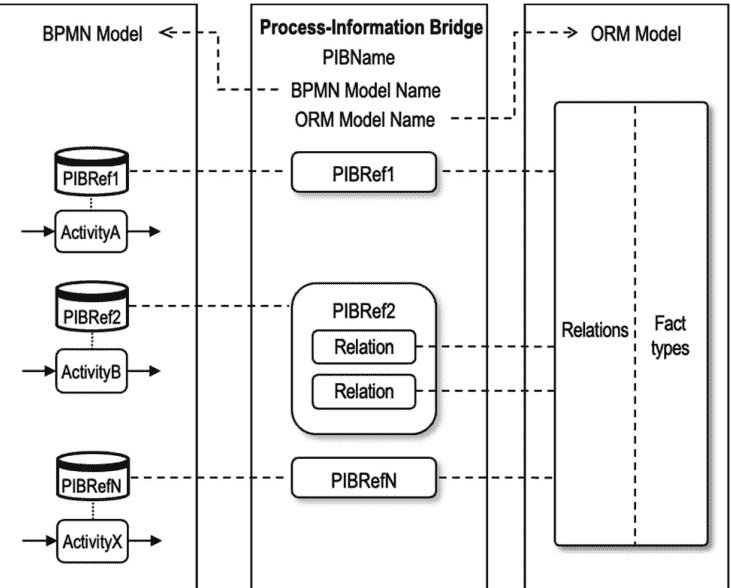 BPMN Model
PIBRef1
ActivityA
PIBRef2
ActivityB
PIBRefN
ActivityX
Process-Information Bridge
PIBName
BPMN Model Name
ORM Model Name
PIBRef1
PIBRef2
Relation
Relation
PIBRefN
ORM Model
Relations
Fact
types